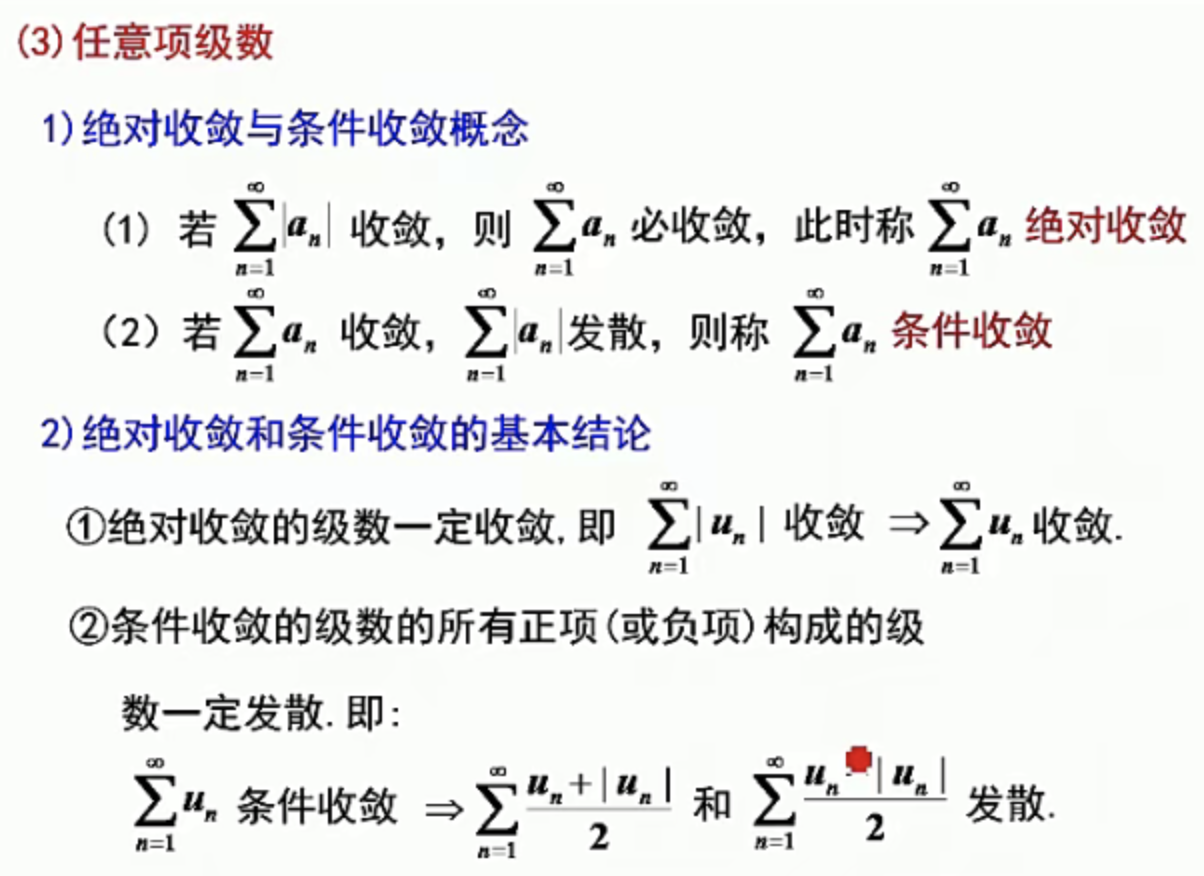 (3)任意项级数
1)绝对收敛与条件收敛概念
(1) 若 $\sum_{n=1}^{\infty}|a_n|$ 收敛，则 $\sum_{n=1}^{\infty}a_n$ 必收敛，此时称 $\sum_{n=1}^{\infty}a_n$ 绝对收敛
(2) 若 $\sum_{n=1}^{\infty}a_n$ 收敛，$\sum_{n=1}^{\infty}|a_n|$ 发散，则称 $\sum_{n=1}^{\infty}a_n$ 条件收敛
2)绝对收敛和条件收敛的基本结论
①绝对收敛的级数一定收敛,即 $\sum_{n=1}^{\infty}|u_n|$ 收敛 $\Rightarrow \sum_{n=1}^{\infty}u_n$ 收敛.
②条件收敛的级数的所有正项(或负项)构成的级
数一定发散.即:
$\sum_{n=1}^{\infty}u_n$ 条件收敛 $\Rightarrow \sum_{n=1}^{\infty}\frac{u_n+|u_n|}{2}$ 和 $\sum_{n=1}^{\infty}\frac{u_n-|u_n|}{2}$ 发散.